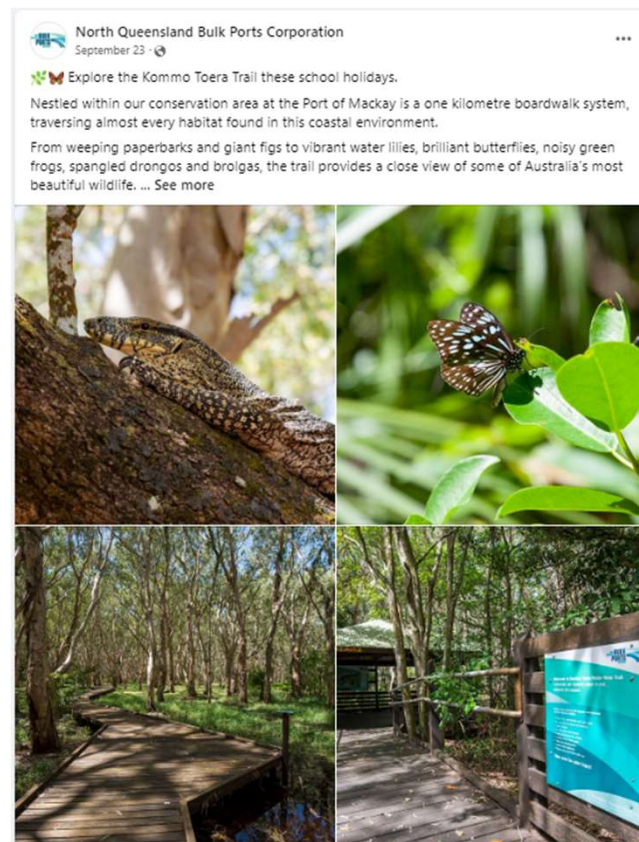 North Queensland Bulk Ports Corporation
September 23 ·
Explore the Kommo Toera Trail these school holidays.
Nestled within our conservation area at the Port of Mackay is a one kilometre boardwalk system,
traversing almost every habitat found in this coastal environment.
From weeping paperbarks and giant figs to vibrant water lilies, brilliant butterflies, noisy green
frogs, spangled drongos and brolgas, the trail provides a close view of some of Australia's most
beautiful wildlife. ... See more